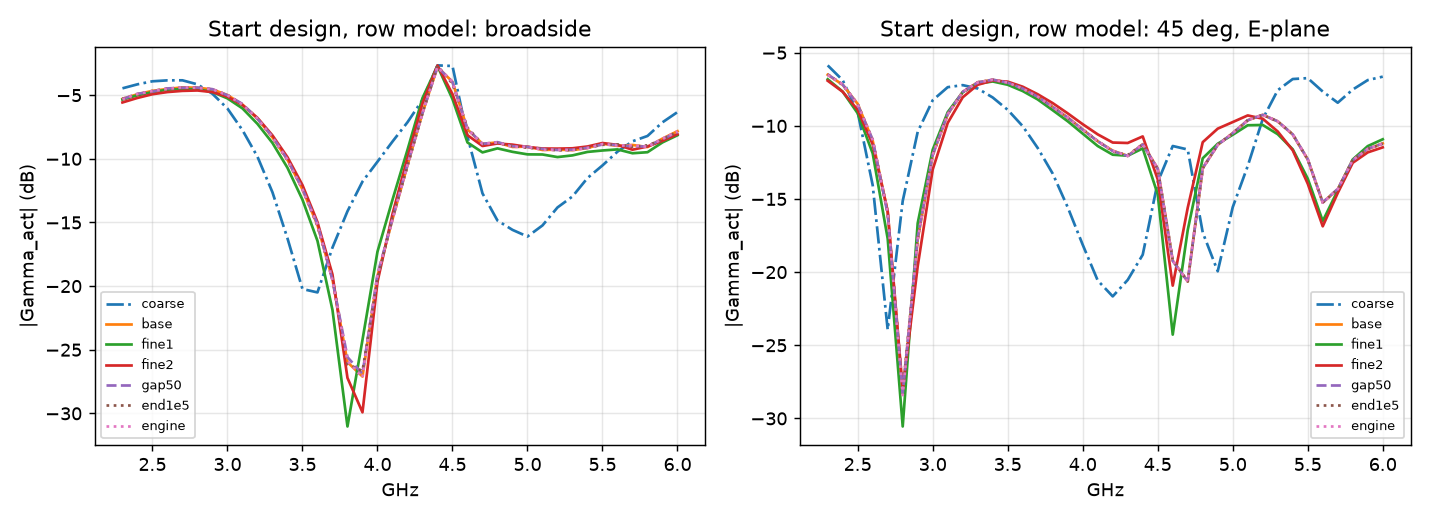 Start design, row model: broadside
|Gamma_act| (dB)
−5
−10
−15
−20
−25
−30
coarse
base
fine1
fine2
gap50
end1e5
engine
2.5 3.0 3.5 4.0 4.5 5.0 5.5 6.0
GHz
Start design, row model: 45 deg, E-plane
|Gamma_act| (dB)
−5
−10
−15
−20
−25
−30
coarse
base
fine1
fine2
gap50
end1e5
engine
2.5 3.0 3.5 4.0 4.5 5.0 5.5 6.0
GHz